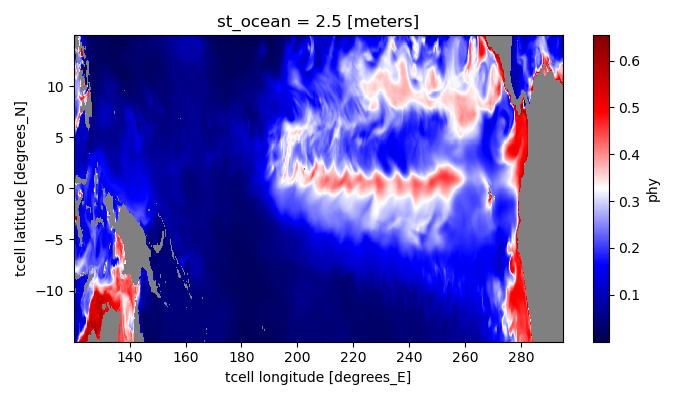 st_ocean = 2.5 [meters]
tcell latitude [degrees_N]
10
5
0
−5
−10
140 160 180 200 220 240 260 280
tcell longitude [degrees_E]
0.6
0.5
0.4
0.3
0.2
0.1
phy